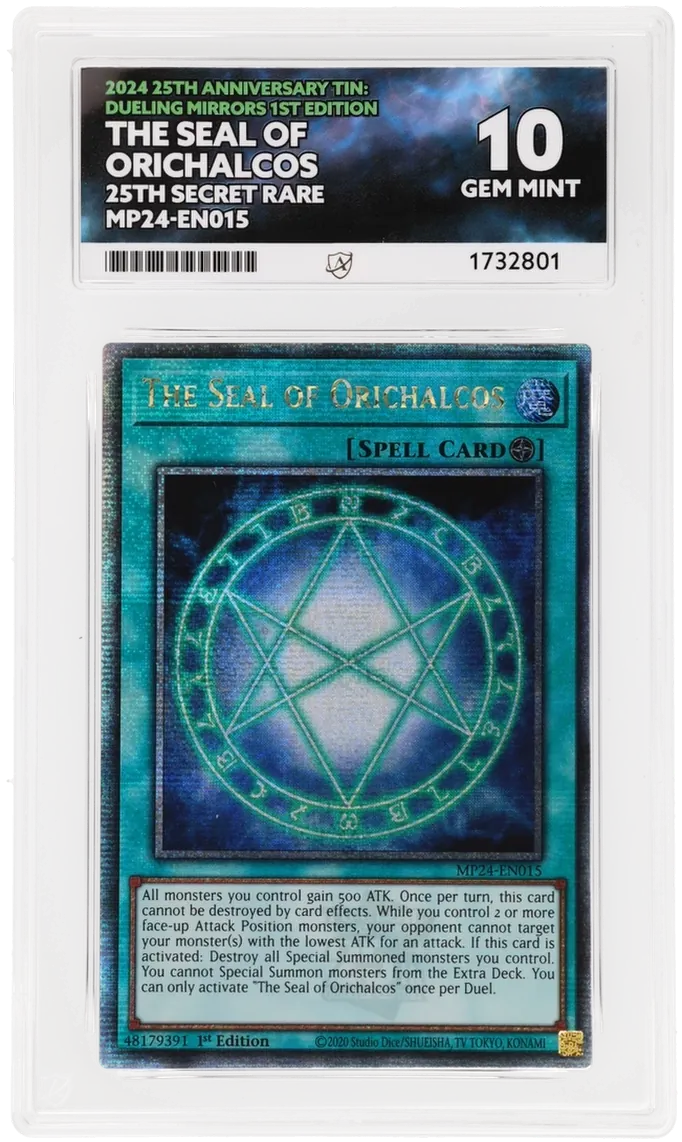 2024 25TH ANNIVERSARY TIN:
DUELING MIRRORS 1ST EDITION
THE SEAL OF
ORICHALCOS
25TH SECRET RARE
MP24-EN015
10
GEM MINT
1732801
THE SEAL OF ORICHALCOS 魔
[SPELL CARD]
MP24-EN015
All monsters you control gain 500 ATK. Once per turn, this card
cannot be destroyed by card effects. While you control 2 or more
face-up Attack Position monsters, your opponent cannot target
your monster(s) with the lowest ATK for an attack. If this card is
activated: Destroy all Special Summoned monsters you control.
You cannot Special Summon monsters from the Extra Deck. You
can only activate "The Seal of Orichalcos" once per Duel.
48179391 1st Edition ©2020 Studio Dice/SHUEISHA, TV TOKYO, KONAMI